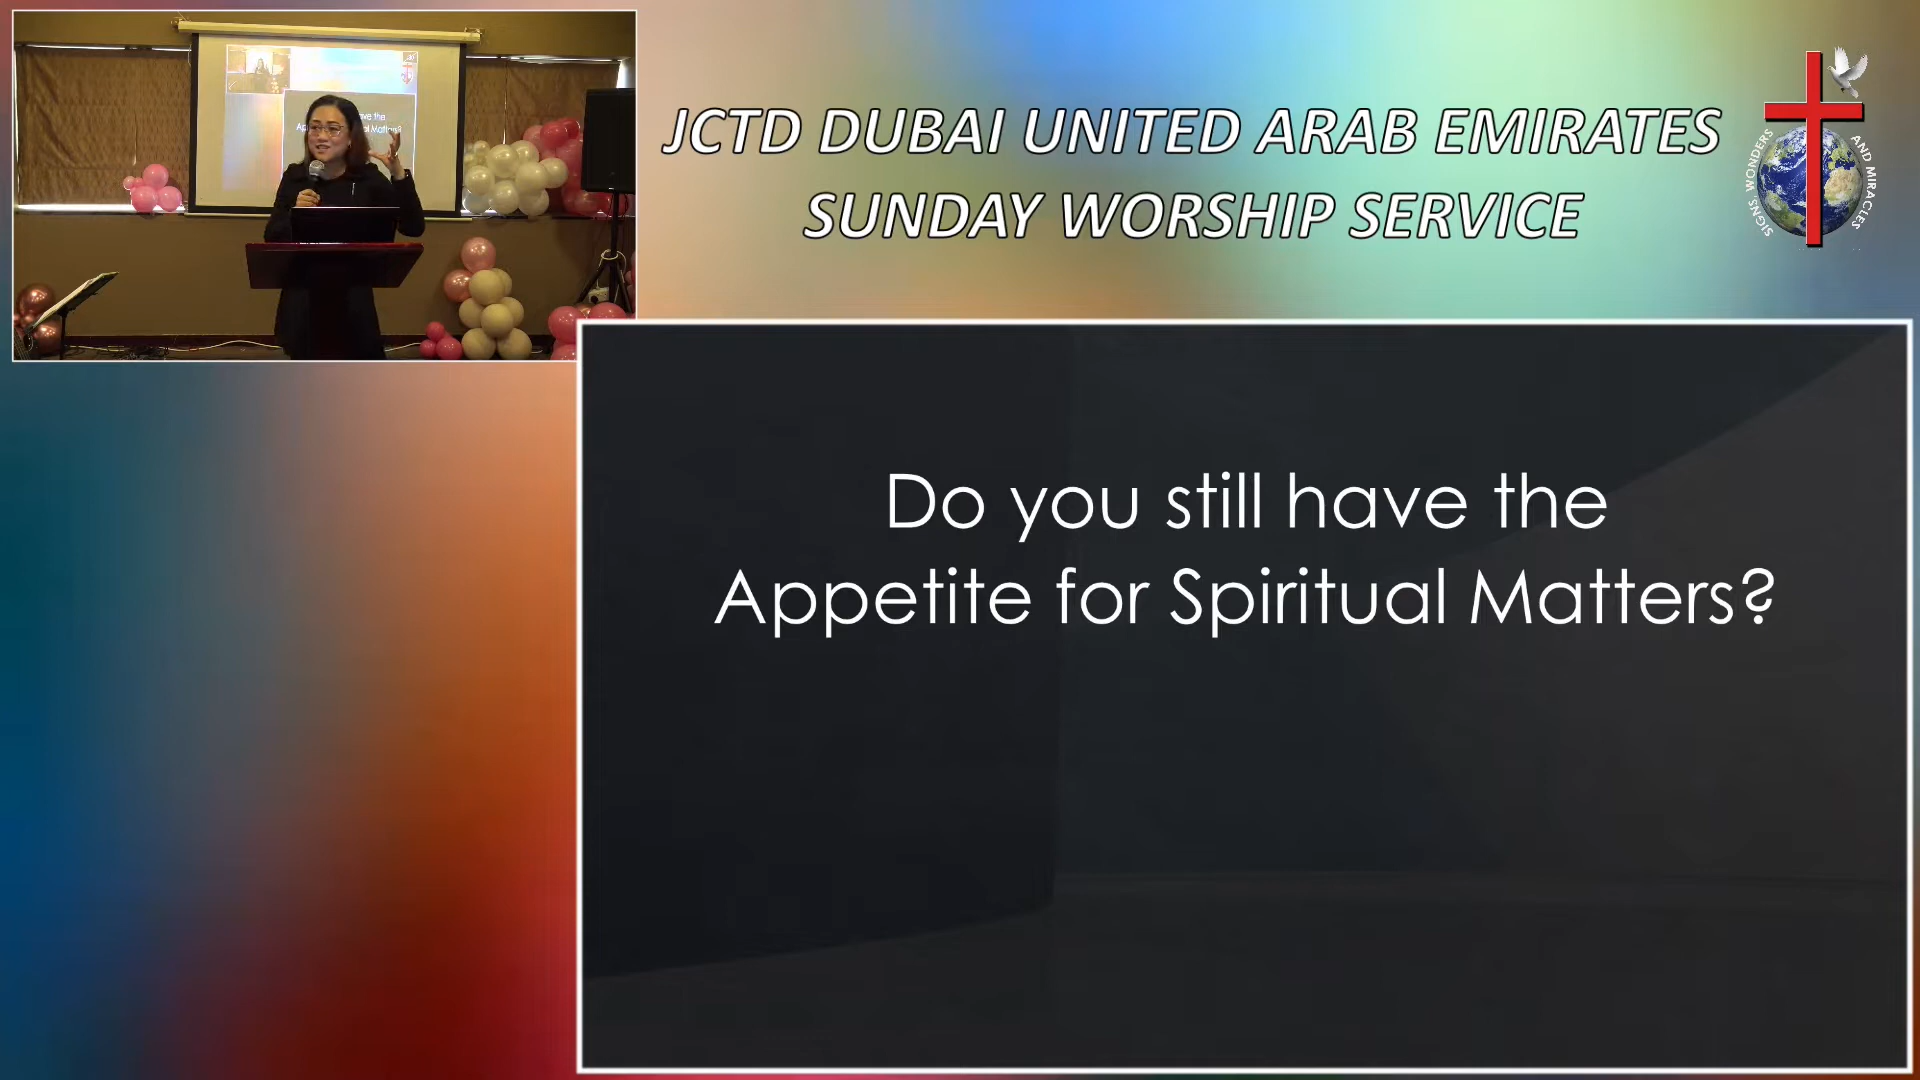 JCTD DUBAI UNITED ARAB EMIRATES
SUNDAY WORSHIP SERVICE
SIGNS WONDERS
AND MIRACLES
Do you still have the
Appetite for Spiritual Matters?